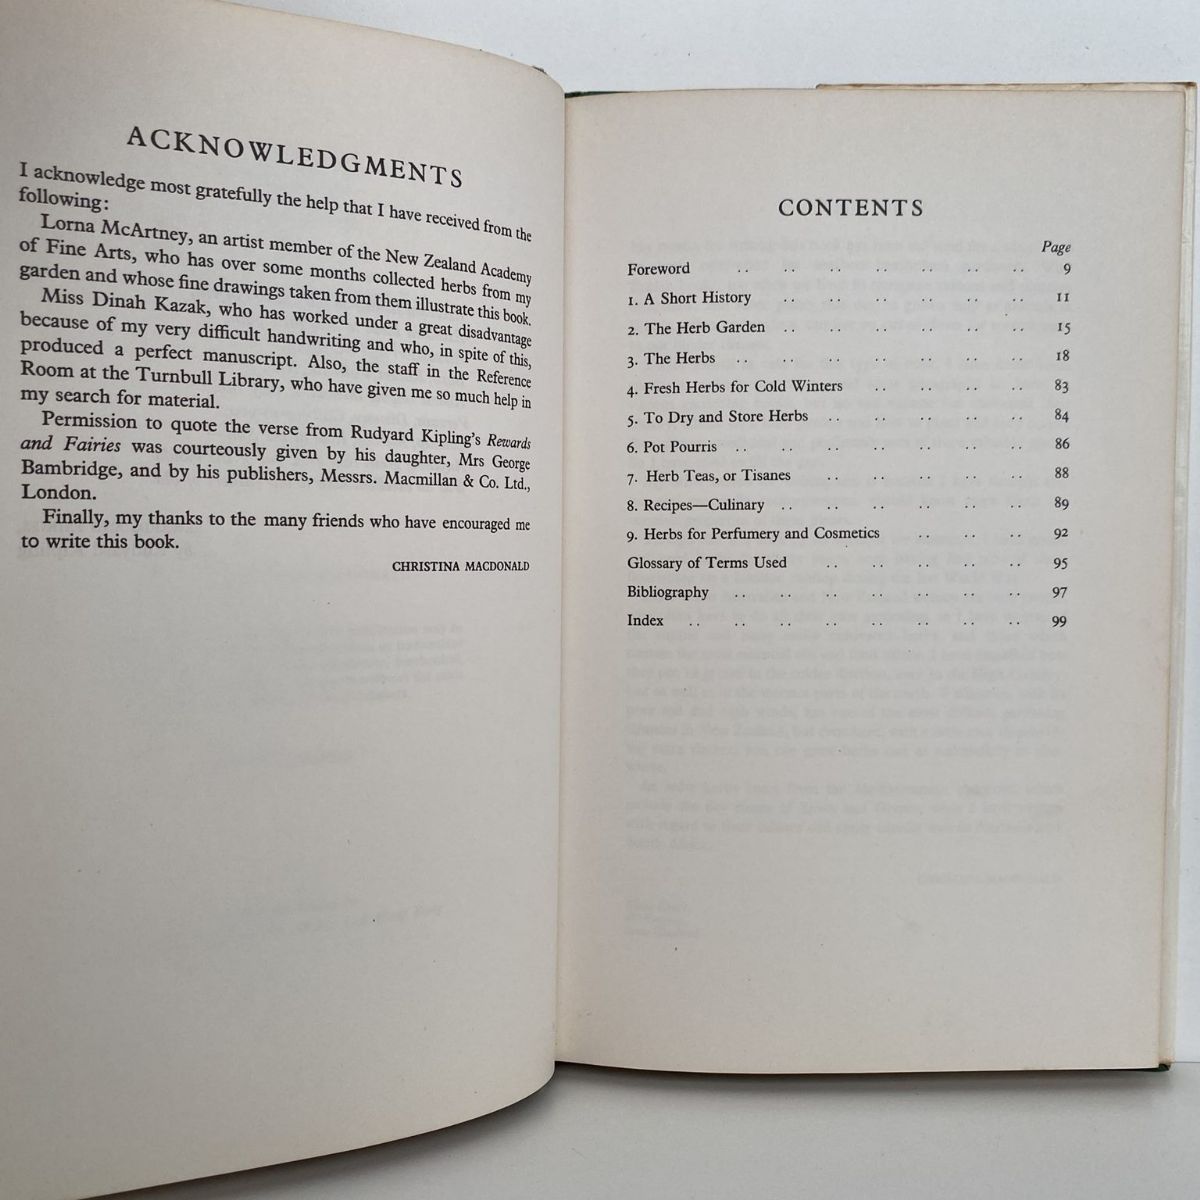 ACKNOWLEDGMENTS
I acknowledge most gratefully the help that I have received from the
following:
Lorna McArtney, an artist member of the New Zealand Academy
of Fine Arts, who has over some months collected herbs from my
garden and whose fine drawings taken from them illustrate this book.
Miss Dinah Kazak, who has worked under a great disadvantage
because of my very difficult handwriting and who, in spite of this,
produced a perfect manuscript. Also, the staff in the Reference
Room at the Turnbull Library, who have given me so much help in
my search for material.
Permission to quote the verse from Rudyard Kipling's Rewards
and Fairies was courteously given by his daughter, Mrs George
Bambridge, and by his publishers, Messrs. Macmillan & Co. Ltd.,
London.
Finally, my thanks to the many friends who have encouraged me
to write this book.
CHRISTINA MACDONALD
CONTENTS
Page
Foreword .. .. .. .. .. .. .. 9
1. A Short History .. .. .. .. .. .. 11
2. The Herb Garden .. .. .. .. .. .. 15
3. The Herbs .. .. .. .. .. .. .. 18
4. Fresh Herbs for Cold Winters .. .. .. .. 83
5. To Dry and Store Herbs .. .. .. .. .. 84
6. Pot Pourris .. .. .. .. .. .. .. 86
7. Herb Teas, or Tisanes .. .. .. .. .. 88
8. Recipes—Culinary .. .. .. .. .. .. 89
9. Herbs for Perfumery and Cosmetics .. .. .. 92
Glossary of Terms Used .. .. .. .. .. 95
Bibliography .. .. .. .. .. .. .. 97
Index .. .. .. .. .. .. .. .. 99